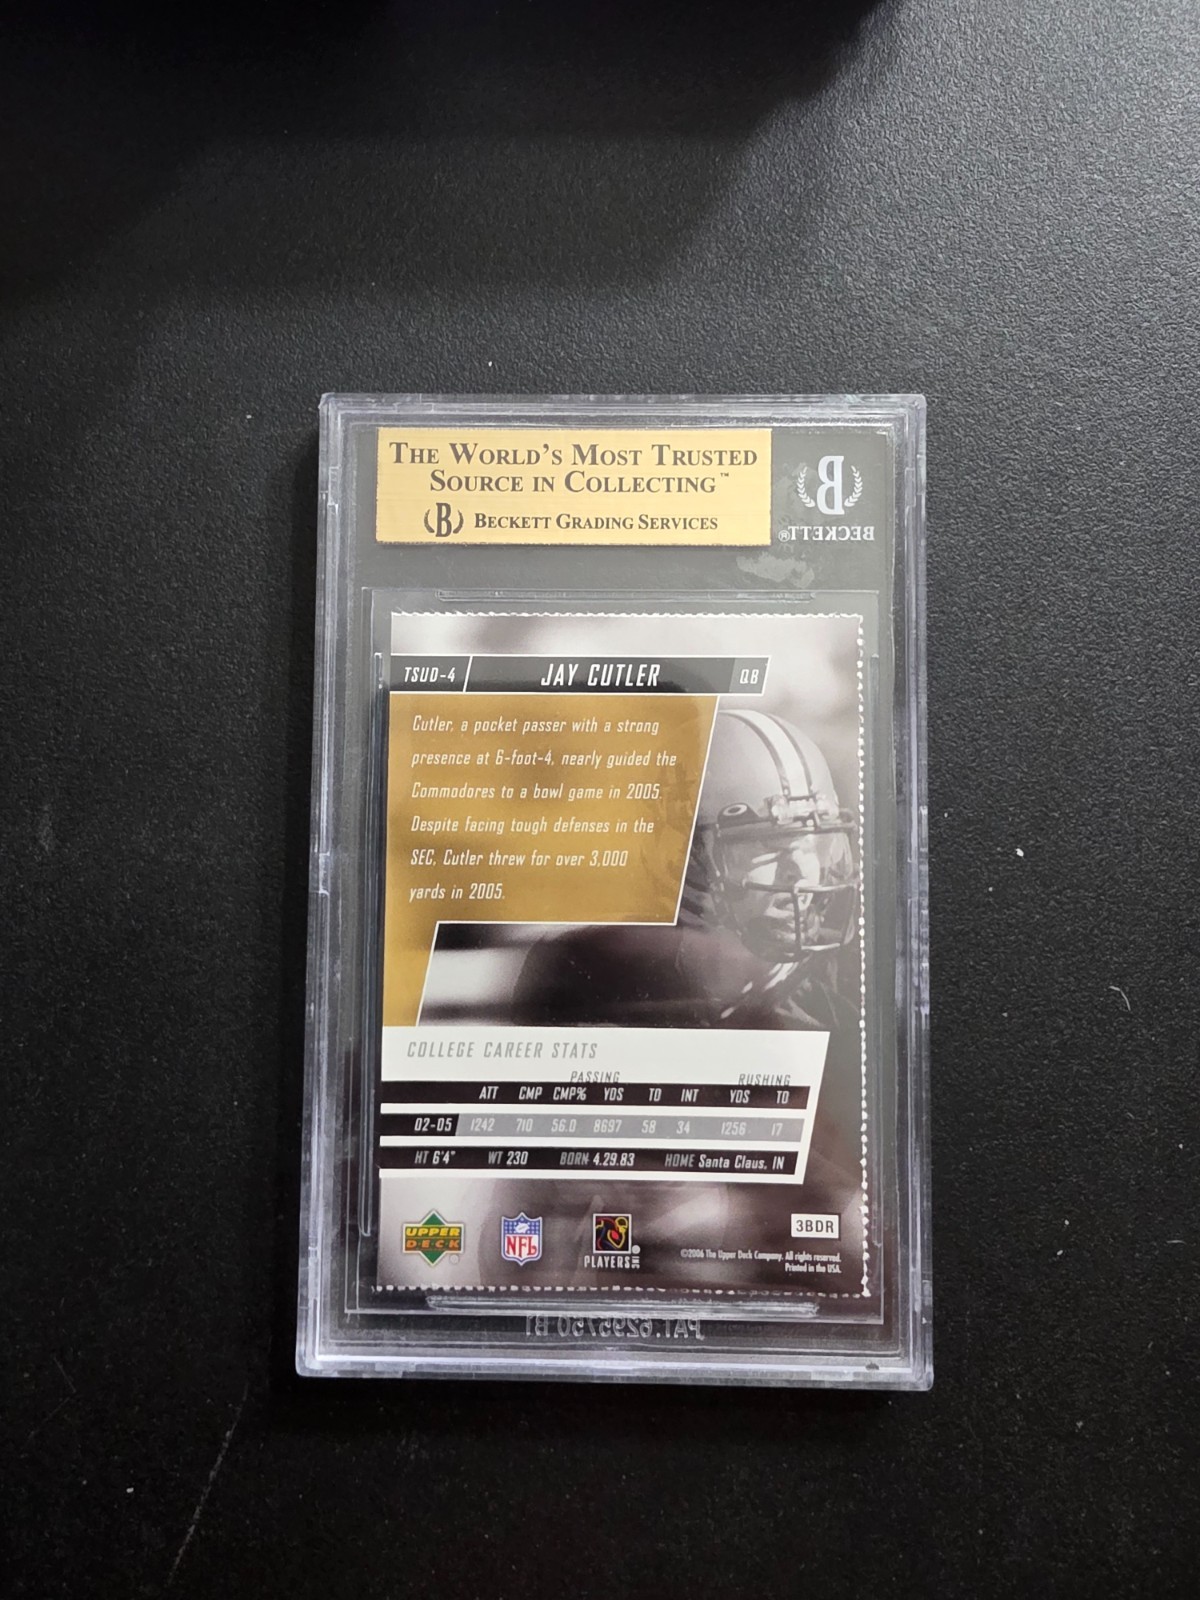 THE WORLD'S MOST TRUSTED
SOURCE IN COLLECTING™
B BECKETT GRADING SERVICES
B
BECKETT®
TSUD-4 JAY CUTLER QB
Cutler, a pocket passer with a strong
presence at 6-foot-4, nearly guided the
Commodores to a bowl game in 2005.
Despite facing tough defenses in the
SEC, Cutler threw for over 3,000
yards in 2005.
COLLEGE CAREER STATS
PASSING RUSHING
ATT CMP CMP% YDS TD INT YDS TD
02-05 1242 710 56.0 8697 58 34 1256 17
HT 6'4" WT 230 BORN 4.29.83 HOME Santa Claus, IN
UPPER
DECK
NFL
PLAYERS INC
3BDR
©2006 The Upper Deck Company. All rights reserved.
Printed in the USA.
PAT. 6295750 B1